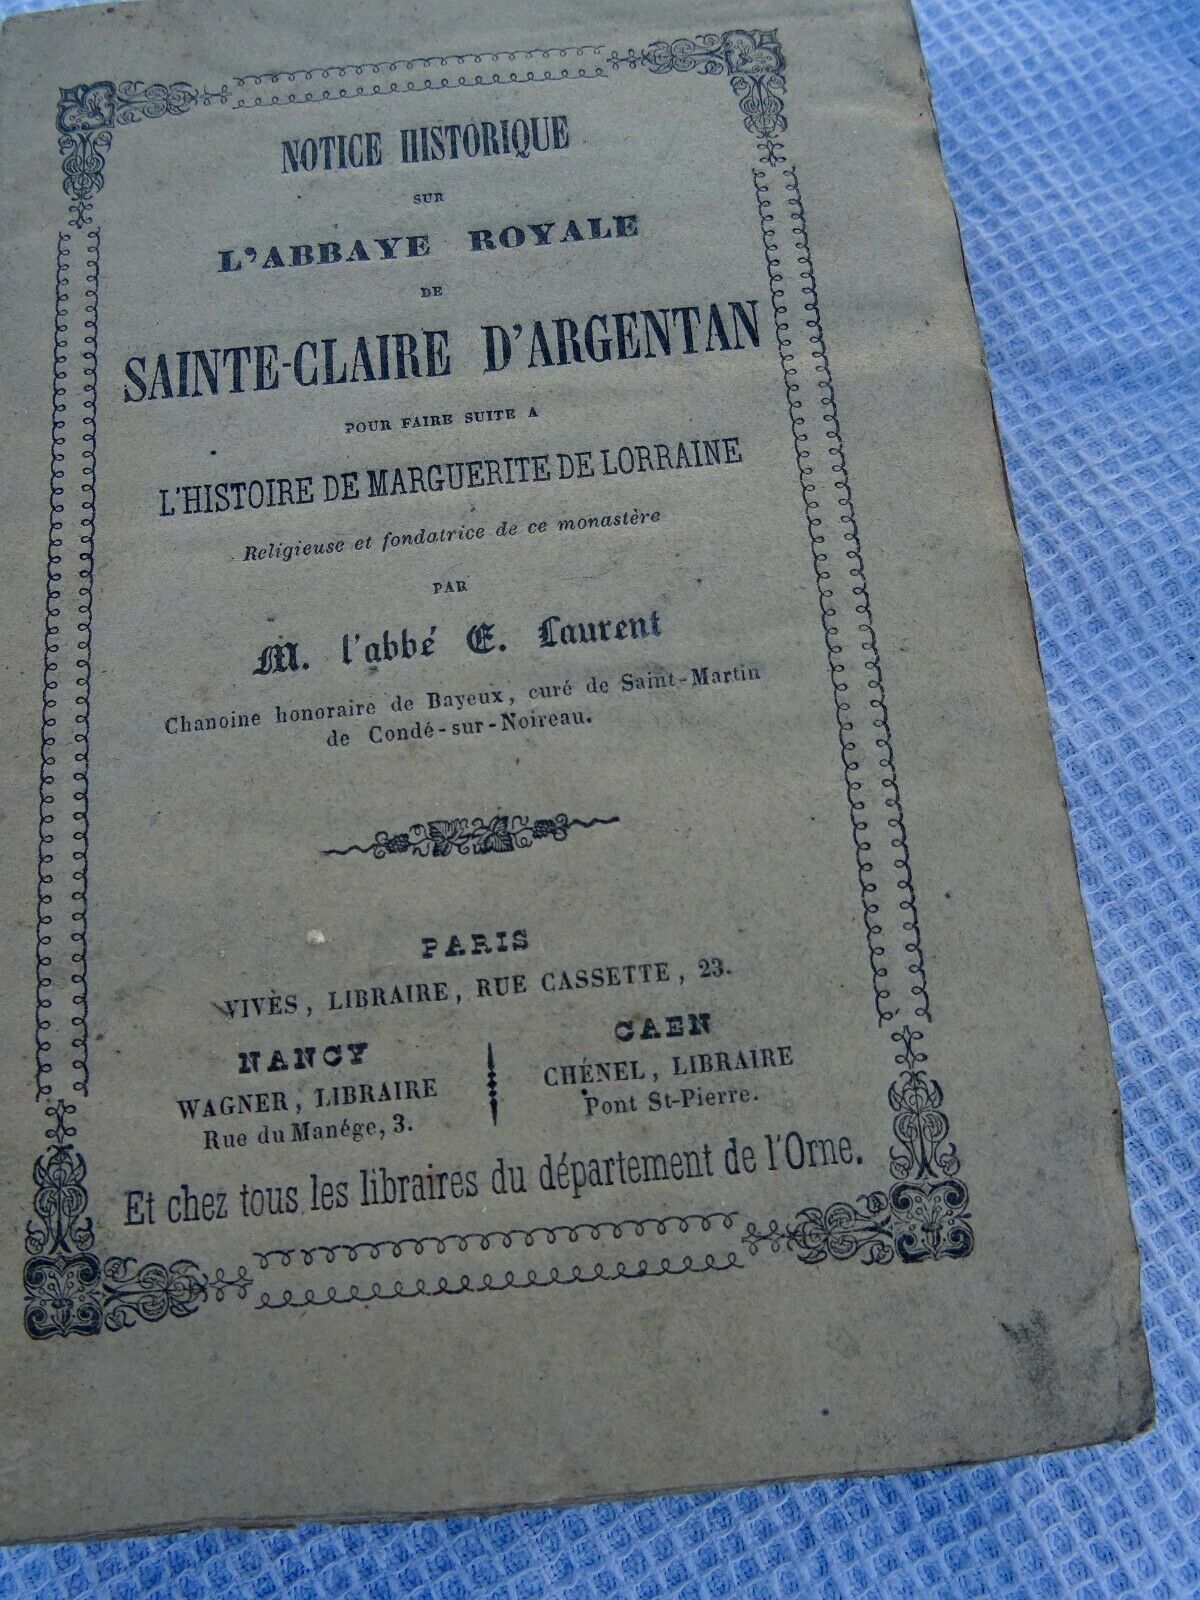 NOTICE HISTORIQUE
SUR
L'ABBAYE ROYALE
DE
SAINTE-CLAIRE D'ARGENTAN
POUR FAIRE SUITE A
L'HISTOIRE DE MARGUERITE DE LORRAINE
Religieuse et fondatrice de ce monastère
PAR
M. l'abbé E. Laurent
Chanoine honoraire de Bayeux, curé de Saint-Martin
de Condé-sur-Noireau.
PARIS
VIVÈS, LIBRAIRE, RUE CASSETTE, 23.
NANCY
WAGNER, LIBRAIRE
Rue du Manége, 3.
CAEN
CHÉNEL, LIBRAIRE
Pont St-Pierre.
Et chez tous les libraires du département de l'Orne.